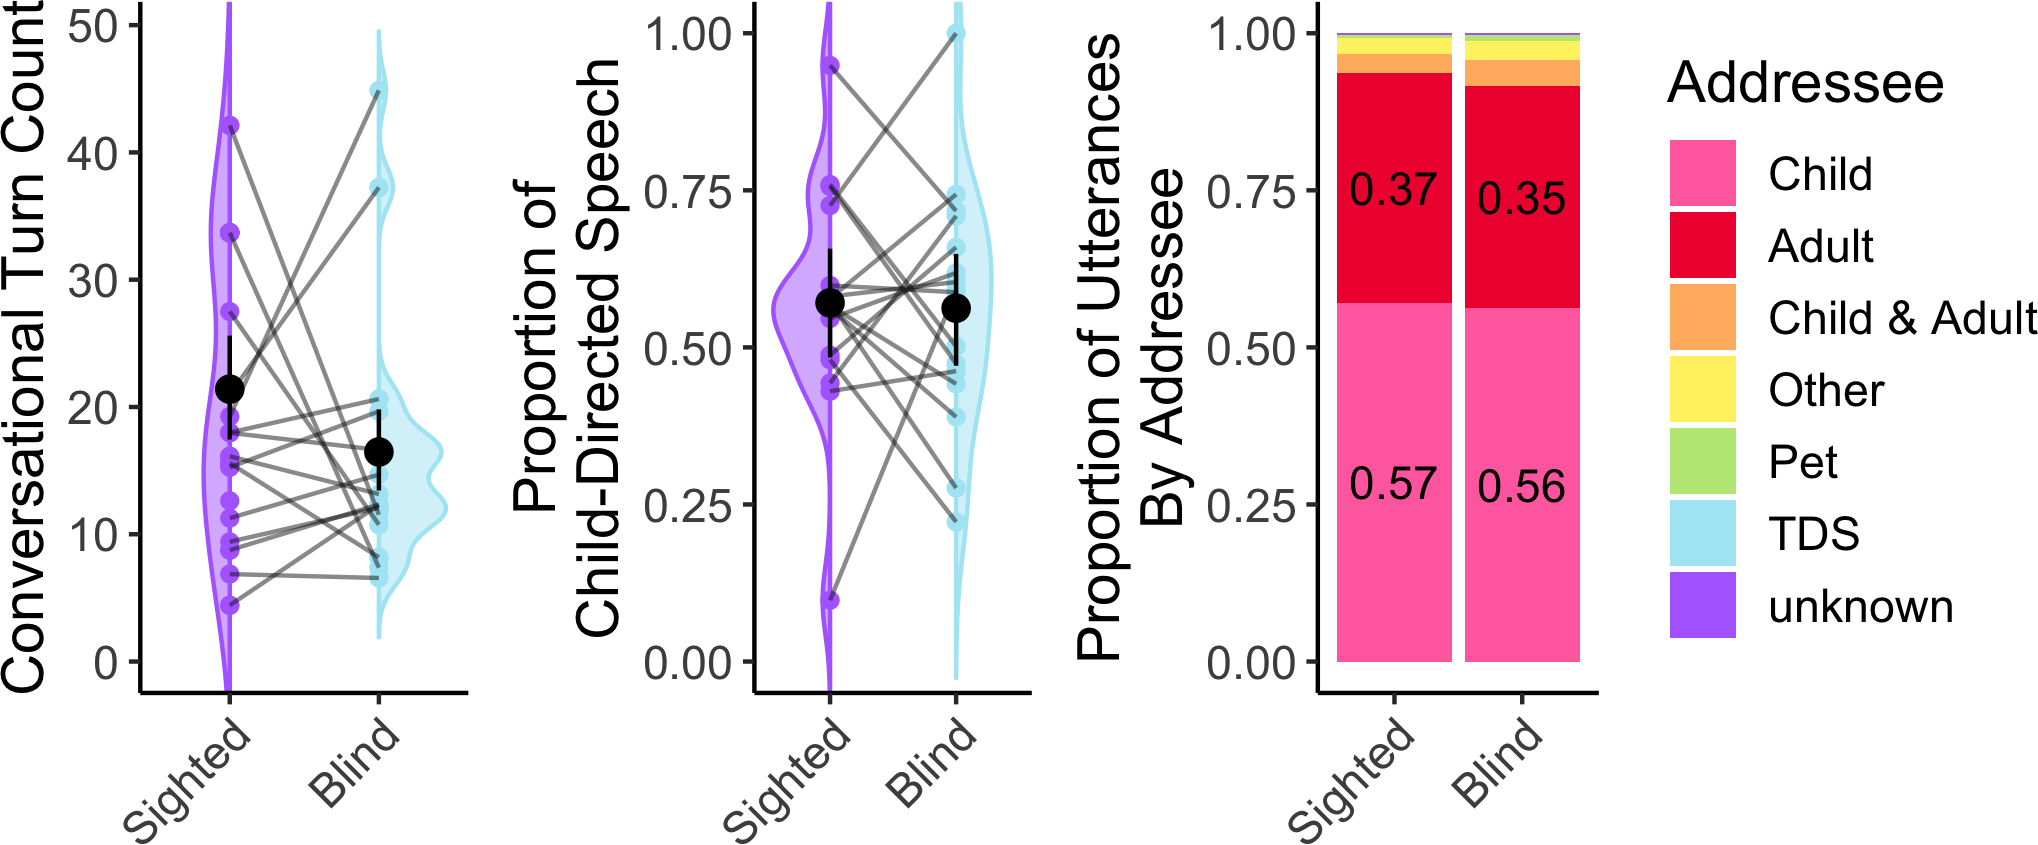 Conversational Turn Count
50
40
30
20
10
0
Sighted
Blind
Proportion of
Child-Directed Speech
1.00
0.75
0.50
0.25
0.00
Sighted
Blind
Proportion of Utterances
By Addressee
1.00
0.75
0.50
0.25
0.00
0.37
0.35
0.57
0.56
Sighted
Blind
Addressee
Child
Adult
Child & Adult
Other
Pet
TDS
unknown